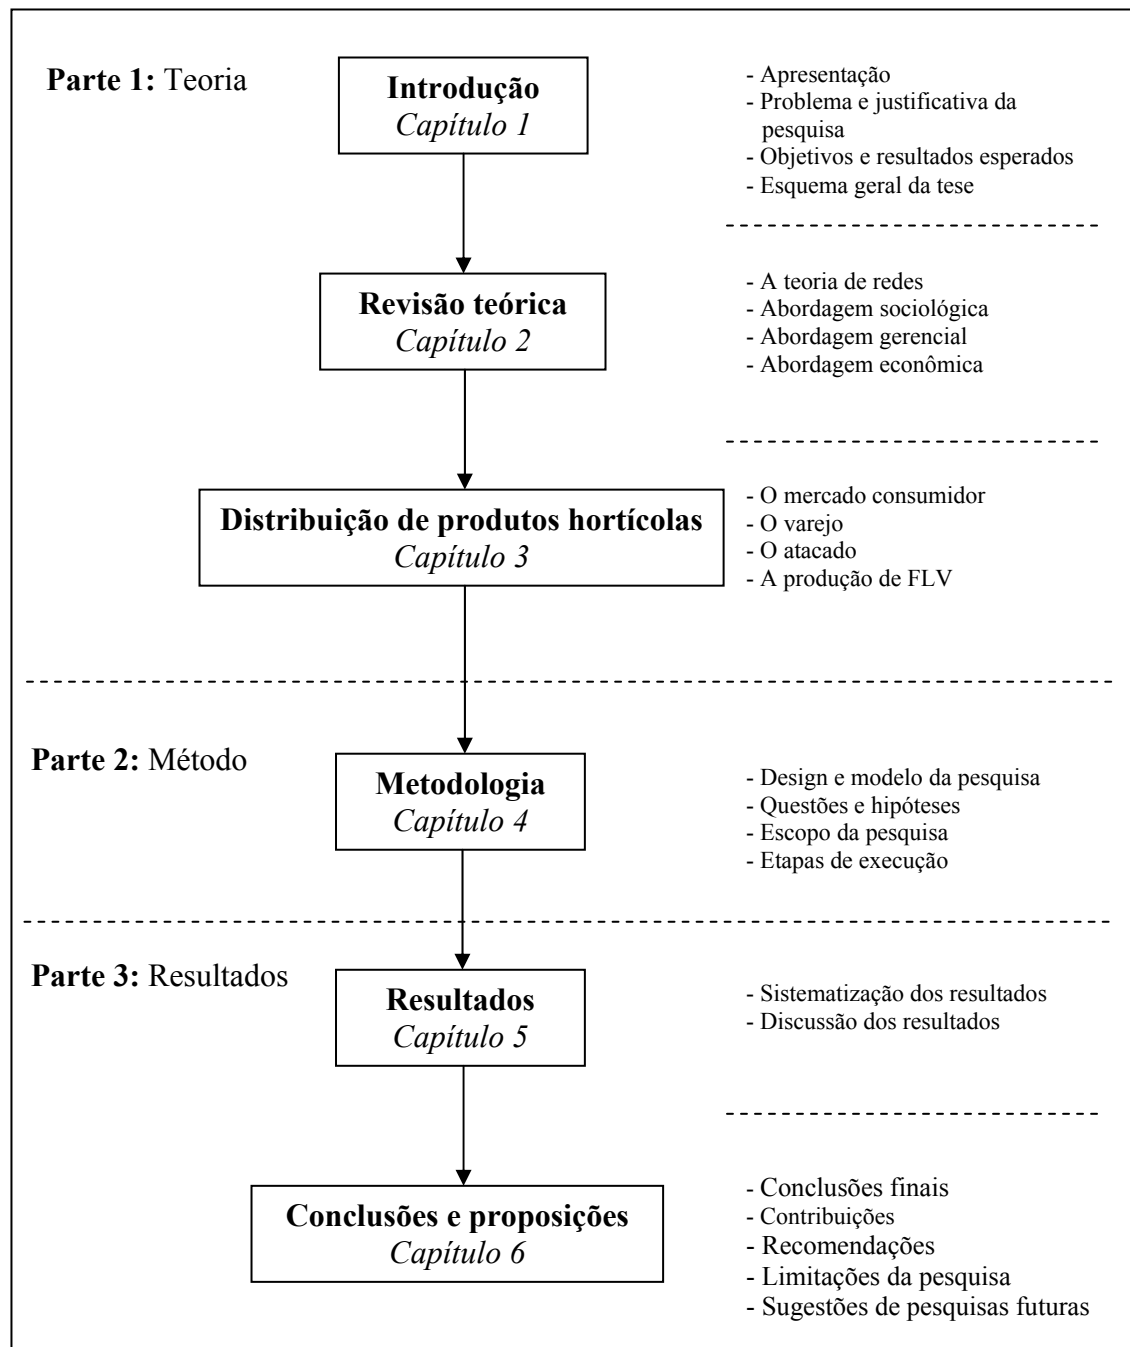 Parte 1: Teoria
Introdução
Capítulo 1
- Apresentação
- Problema e justificativa da
pesquisa
- Objetivos e resultados esperados
- Esquema geral da tese
Revisão teórica
Capítulo 2
- A teoria de redes
- Abordagem sociológica
- Abordagem gerencial
- Abordagem econômica
Distribuição de produtos hortícolas
Capítulo 3
- O mercado consumidor
- O varejo
- O atacado
- A produção de FLV
Parte 2: Método
Metodologia
Capítulo 4
- Design e modelo da pesquisa
- Questões e hipóteses
- Escopo da pesquisa
- Etapas de execução
Parte 3: Resultados
Resultados
Capítulo 5
- Sistematização dos resultados
- Discussão dos resultados
Conclusões e proposições
Capítulo 6
- Conclusões finais
- Contribuições
- Recomendações
- Limitações da pesquisa
- Sugestões de pesquisas futuras